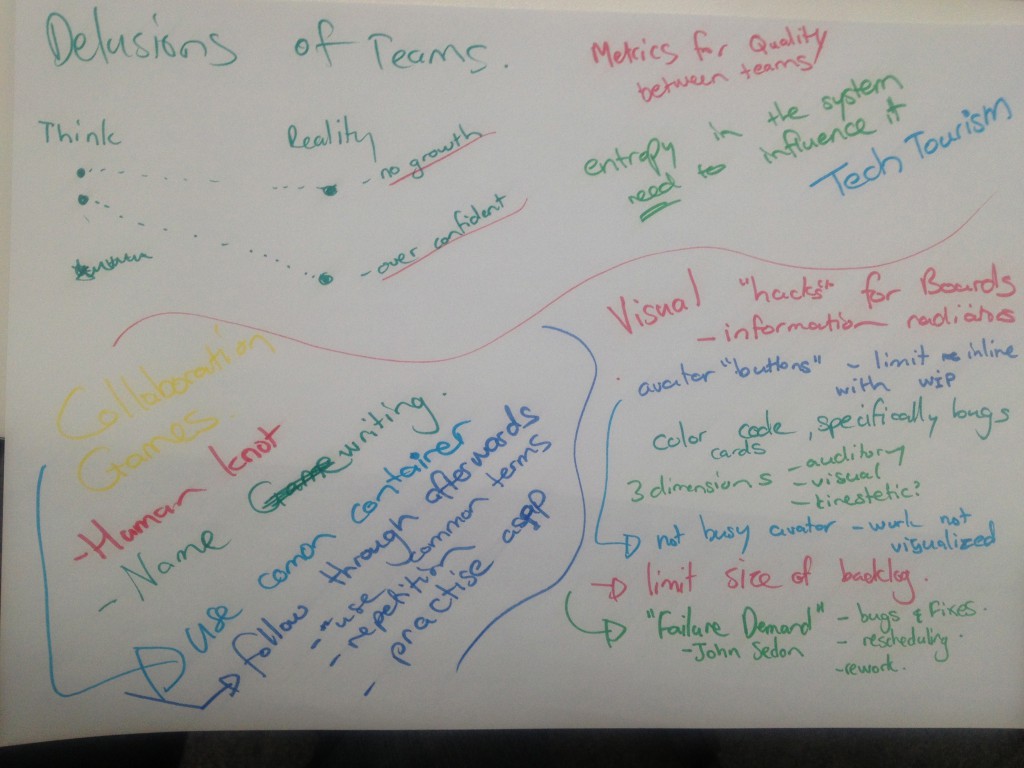 Delusions of Teams.
Think
Reality
- no growth
- over confident
Metrics for Quality
between teams
entropy in the system
need to influence it
Tech Tourism
Collaboration
Games.
- Human knot
- Name writing.
use comon container
follow through afterwards
- "use common terms
- repetition
- practise asap
Visual "hacks" for Boards
- information radiators
avater "buttons" - limit inline
with wip
color code, specifically bugs
cards
3 dimensions - auditory
- visual
- kinestetic?
not busy avator - work not
visualized
limit size of backlog.
"Failure Demand" - bugs & fixes.
- John Sedon - rescheduling.
- rework.